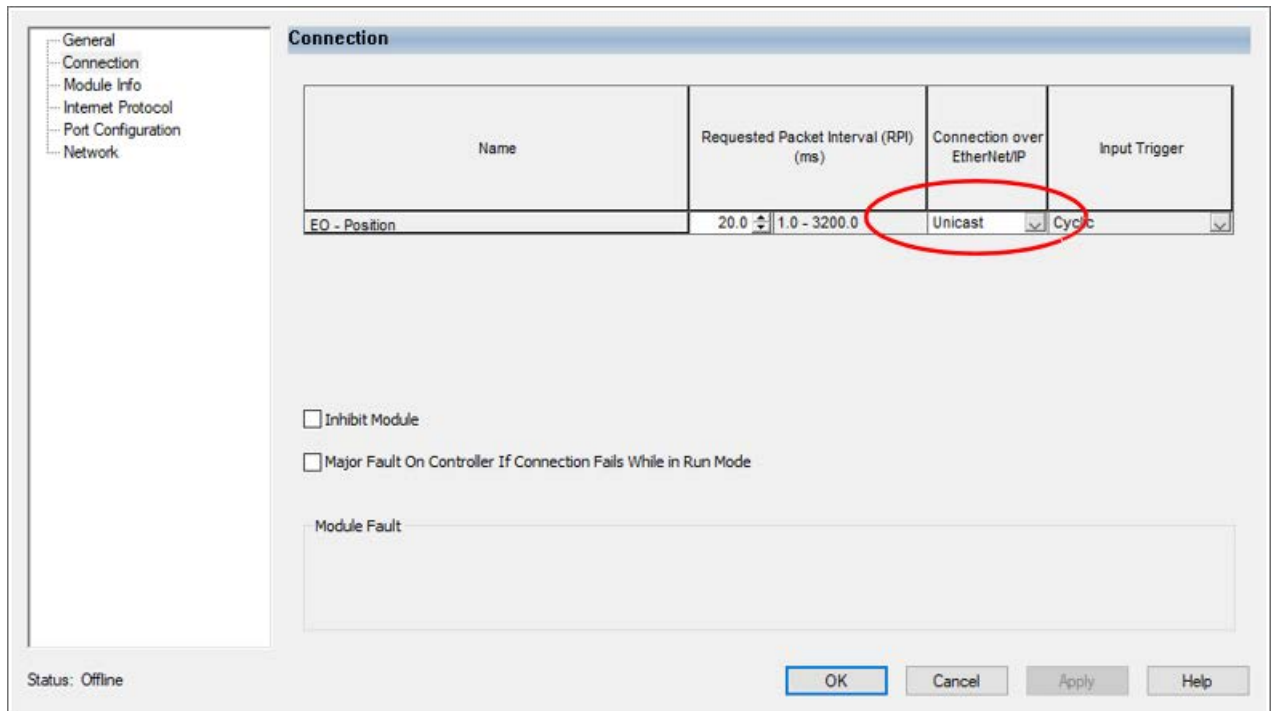 General
Connection
Module Info
Internet Protocol
Port Configuration
Network
Connection
Name
Requested Packet Interval (RPI)
(ms)
Connection over
EtherNet/IP
Input Trigger
EO - Position
20.0
1.0 - 3200.0
Unicast
Cyclic
Inhibit Module
Major Fault On Controller If Connection Fails While in Run Mode
Module Fault
Status: Offline
OK
Cancel
Apply
Help